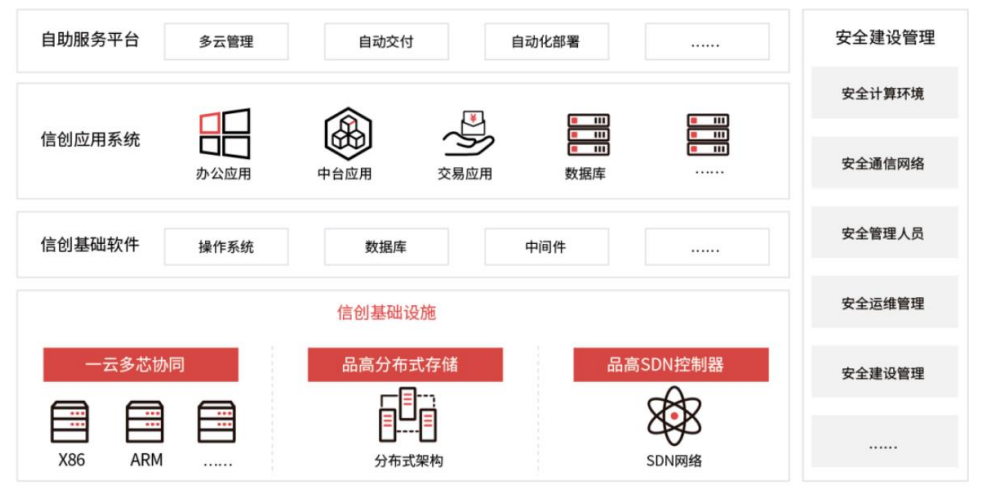 自助服务平台
多云管理
自动交付
自动化部署
......
信创应用系统
办公应用
中台应用
交易应用
数据库
......
信创基础软件
操作系统
数据库
中间件
......
信创基础设施
一云多芯协同
品高分布式存储
品高SDN控制器
X86
ARM
......
分布式架构
SDN网络
安全建设管理
安全计算环境
安全通信网络
安全管理人员
安全运维管理
安全建设管理
......